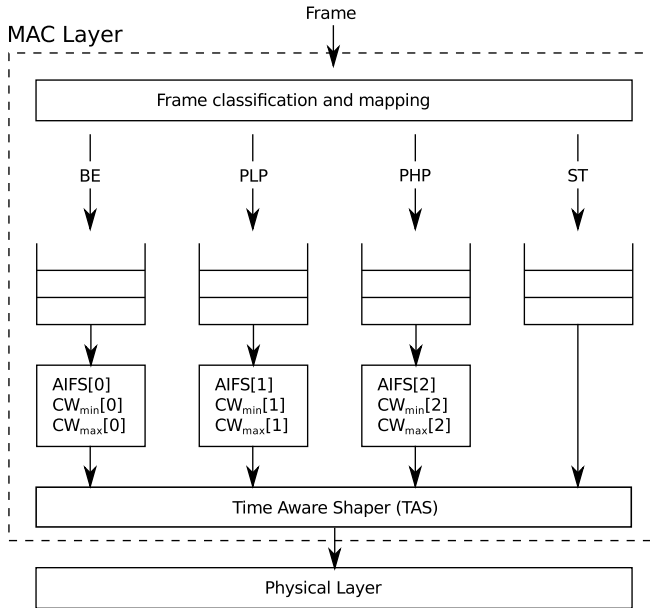 Frame
MAC Layer
Frame classification and mapping
BE PLP PHP ST
AIFS[0] AIFS[1] AIFS[2]
CWmin[0] CWmin[1] CWmin[2]
CWmax[0] CWmax[1] CWmax[2]
Time Aware Shaper (TAS)
Physical Layer